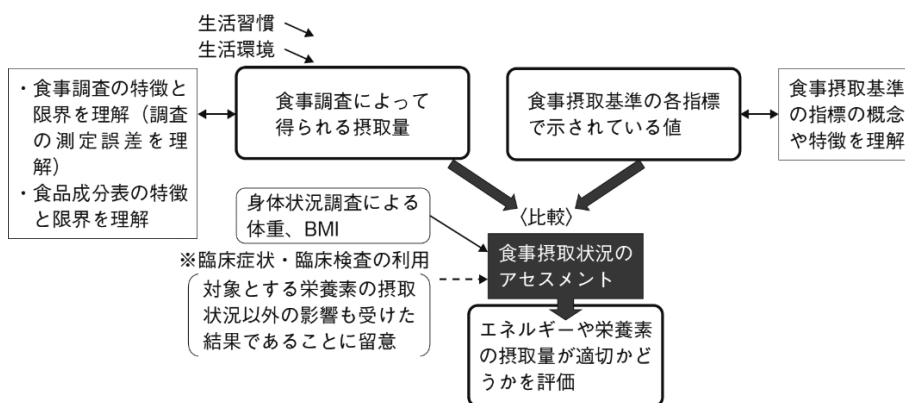 生活習慣
生活環境
・食事調査の特徴と
限界を理解（調査
の測定誤差を理
解）
・食品成分表の特徴
と限界を理解
食事調査によって
得られる摂取量
食事摂取基準の各指標
で示されている値
食事摂取基準
の指標の概念
や特徴を理解
〈比較〉
身体状況調査による
体重、BMI
※臨床症状・臨床検査の利用
対象とする栄養素の摂取
状況以外の影響も受けた
結果であることに留意
食事摂取状況の
アセスメント
エネルギーや栄養素
の摂取量が適切かど
うかを評価